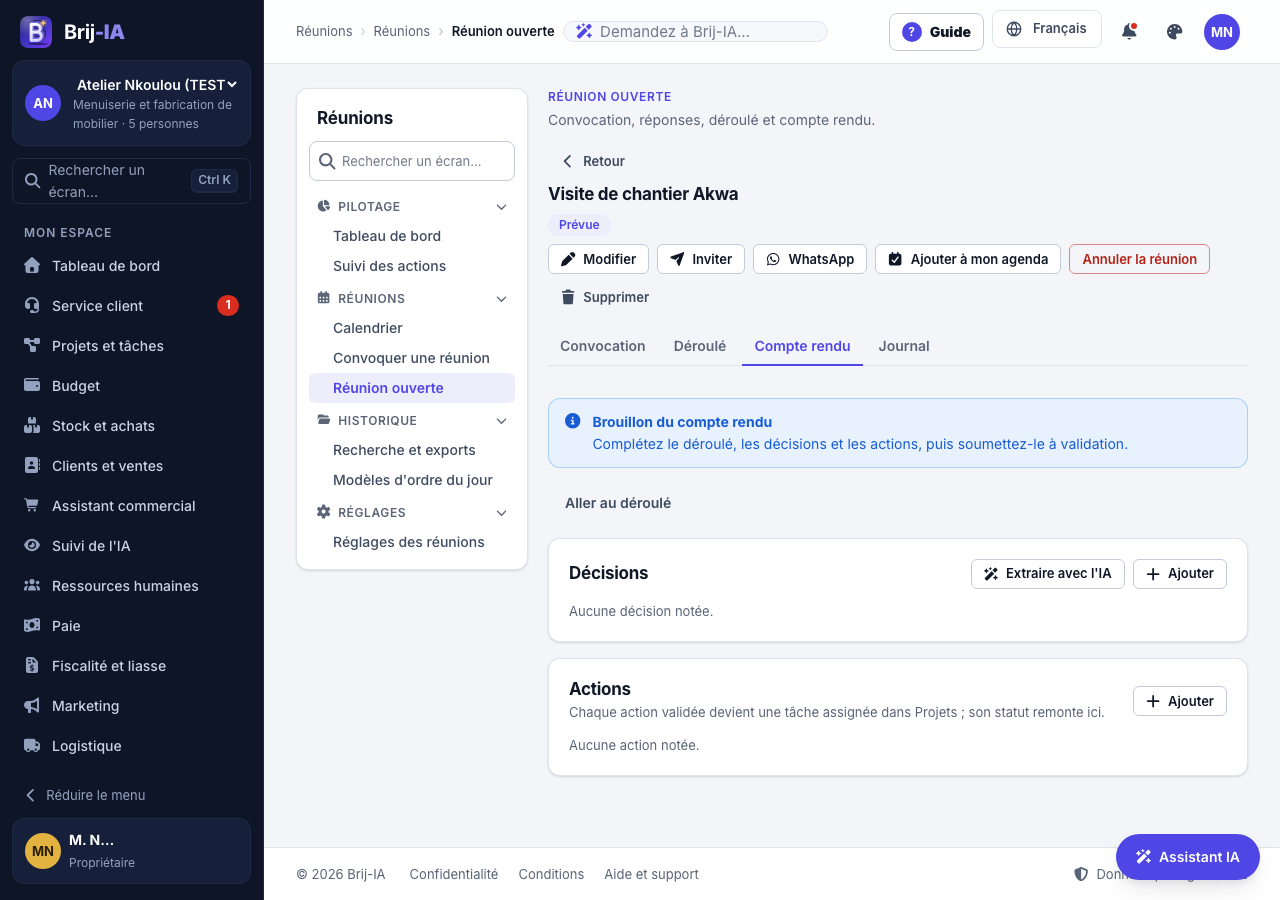 Brij-IA
AN
Atelier Nkoulou (TEST
Menuiserie et fabrication de
mobilier · 5 personnes
Rechercher un
écran...
Ctrl K
MON ESPACE
Tableau de bord
Service client
1
Projets et tâches
Budget
Stock et achats
Clients et ventes
Assistant commercial
Suivi de l'IA
Ressources humaines
Paie
Fiscalité et liasse
Marketing
Logistique
Réduire le menu
MN
M. N...
Propriétaire
Réunions › Réunions › Réunion ouverte
Demandez à Brij-IA...
? Guide
Français
MN
Réunions
Rechercher un écran...
PILOTAGE
Tableau de bord
Suivi des actions
RÉUNIONS
Calendrier
Convoquer une réunion
Réunion ouverte
HISTORIQUE
Recherche et exports
Modèles d'ordre du jour
RÉGLAGES
Réglages des réunions
RÉUNION OUVERTE
Convocation, réponses, déroulé et compte rendu.
Retour
Visite de chantier Akwa
Prévue
Modifier
Inviter
WhatsApp
Ajouter à mon agenda
Annuler la réunion
Supprimer
Convocation
Déroulé
Compte rendu
Journal
Brouillon du compte rendu
Complétez le déroulé, les décisions et les actions, puis soumettez-le à validation.
Aller au déroulé
Décisions
Extraire avec l'IA
Ajouter
Aucune décision notée.
Actions
Chaque action validée devient une tâche assignée dans Projets ; son statut remonte ici.
Ajouter
Aucune action notée.
© 2026 Brij-IA
Confidentialité
Conditions
Aide et support
Assistant IA